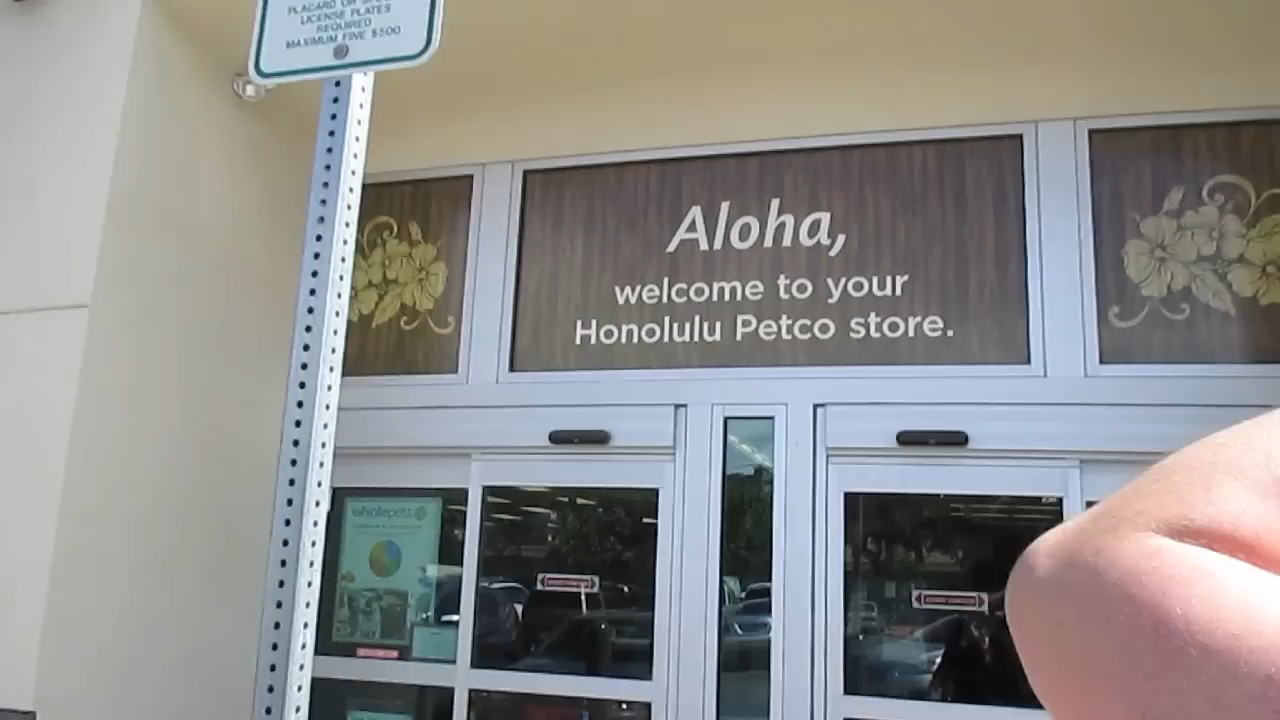 PLACARD OR
LICENSE PLATES
REQUIRED
MAXIMUM FINE $500
Aloha,
welcome to your
Honolulu Petco store.
wholepets